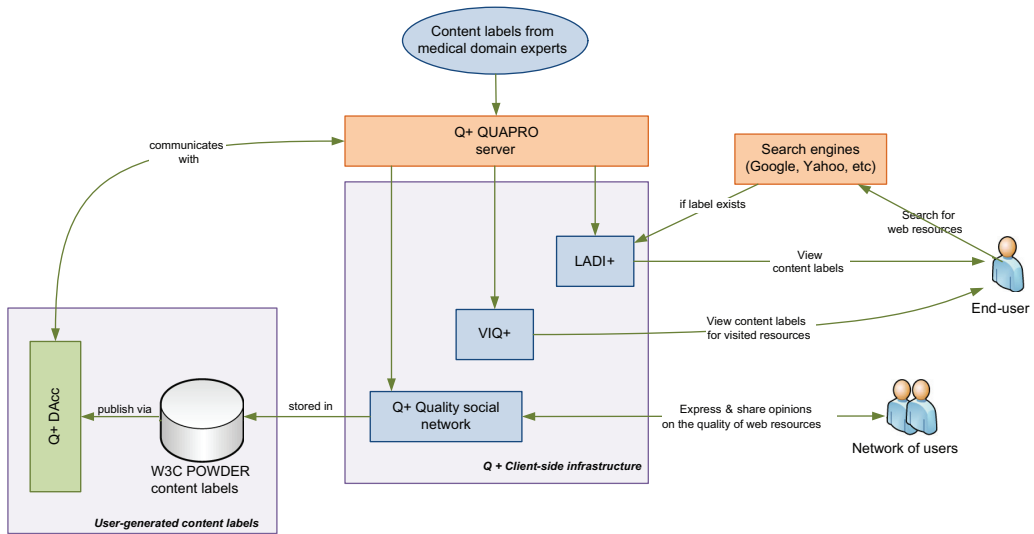 Content labels from
medical domain experts
Q+ QUAPRO
server
communicates
with
Search engines
(Google, Yahoo, etc)
if label exists
Search for
web resources
LADI+
View
content labels
End-user
VIQ+
View content labels
for visited resources
Q+ DAcc
publish via
stored in
Q+ Quality social
network
Express & share opinions
on the quality of web resources
Network of users
W3C POWDER
content labels
Q + Client-side infrastructure
User-generated content labels